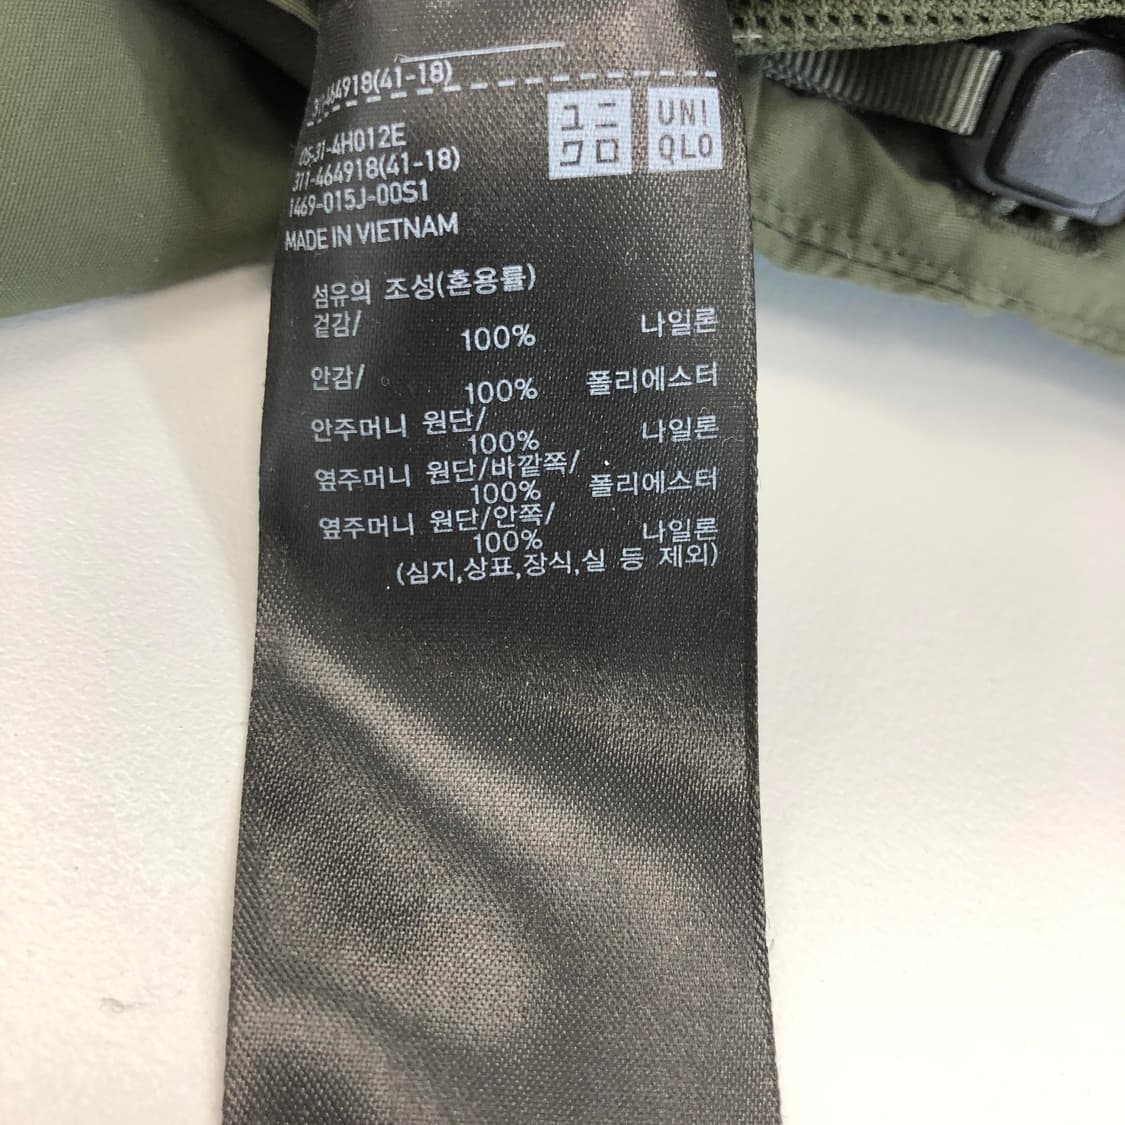 311-464918(41-18)
ユニ
クロ
UNI
QLO
05-31-4H012E
311-464918(41-18)
1469-015J-00S1
MADE IN VIETNAM
섬유의 조성(혼용률)
겉감/
100% 나일론
안감/
100% 폴리에스터
안주머니 원단/
100% 나일론
옆주머니 원단/바깥쪽/
100% 폴리에스터
옆주머니 원단/안쪽/
100% 나일론
(심지,상표,장식,실 등 제외)